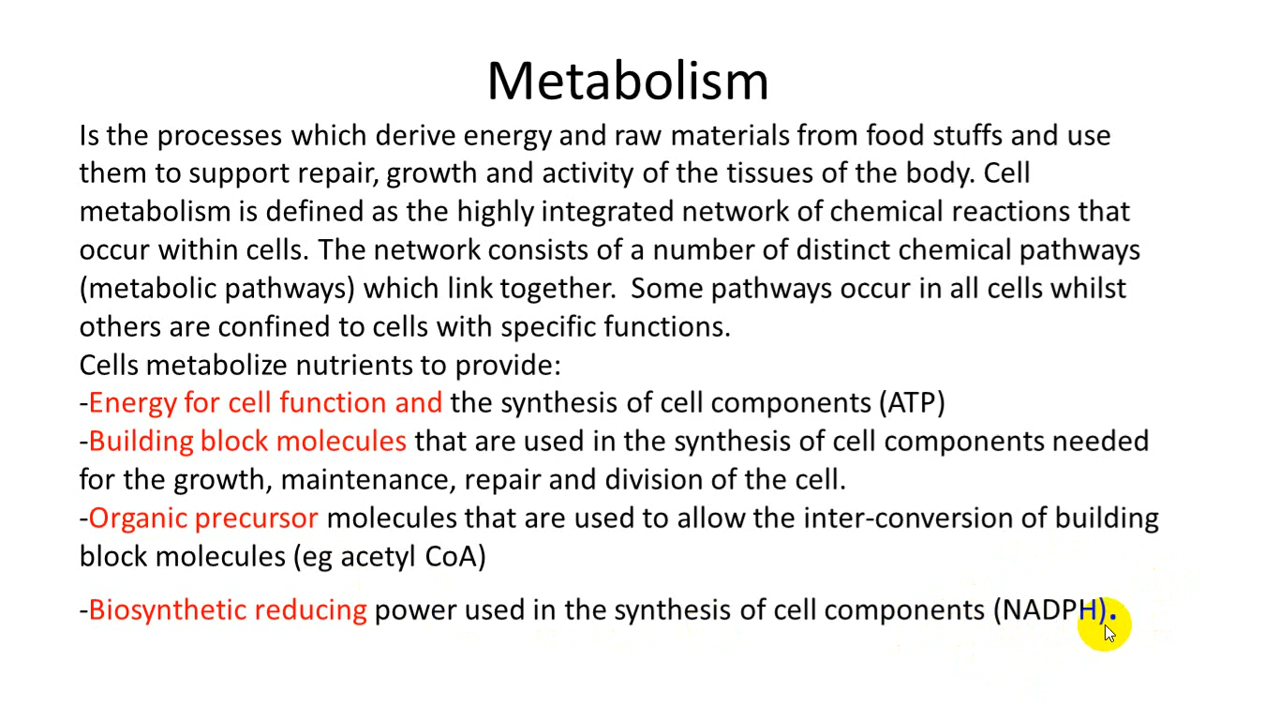 Metabolism
Is the processes which derive energy and raw materials from food stuffs and use
them to support repair, growth and activity of the tissues of the body. Cell
metabolism is defined as the highly integrated network of chemical reactions that
occur within cells. The network consists of a number of distinct chemical pathways
(metabolic pathways) which link together.  Some pathways occur in all cells whilst
others are confined to cells with specific functions.
Cells metabolize nutrients to provide:
-Energy for cell function and the synthesis of cell components (ATP)
-Building block molecules that are used in the synthesis of cell components needed
for the growth, maintenance, repair and division of the cell.
-Organic precursor molecules that are used to allow the inter-conversion of building
block molecules (eg acetyl CoA)
-Biosynthetic reducing power used in the synthesis of cell components (NADPH).